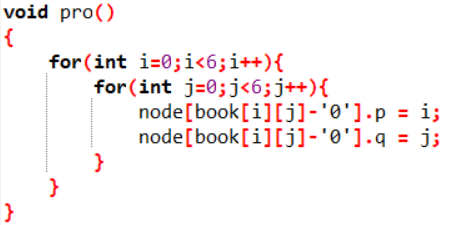 void pro()
{
    for(int i=0;i<6;i++){
        for(int j=0;j<6;j++){
            node[book[i][j]-'0'].p = i;
            node[book[i][j]-'0'].q = j;
        }
    }
}